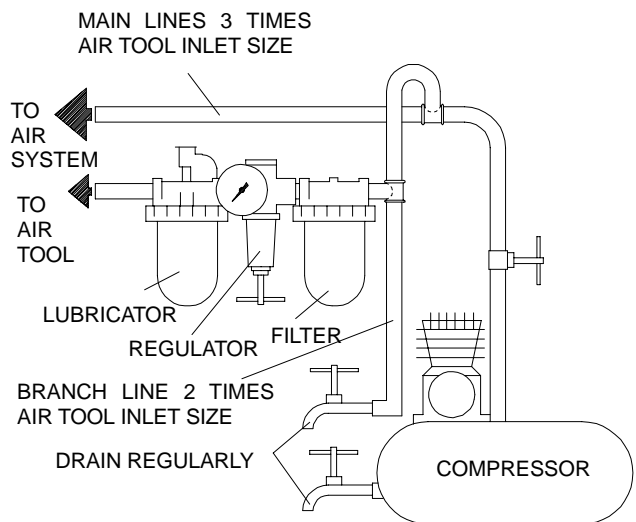 MAIN LINES 3 TIMES
AIR TOOL INLET SIZE
TO
AIR
SYSTEM
TO
AIR
TOOL
LUBRICATOR
REGULATOR
FILTER
BRANCH LINE 2 TIMES
AIR TOOL INLET SIZE
DRAIN REGULARLY
COMPRESSOR